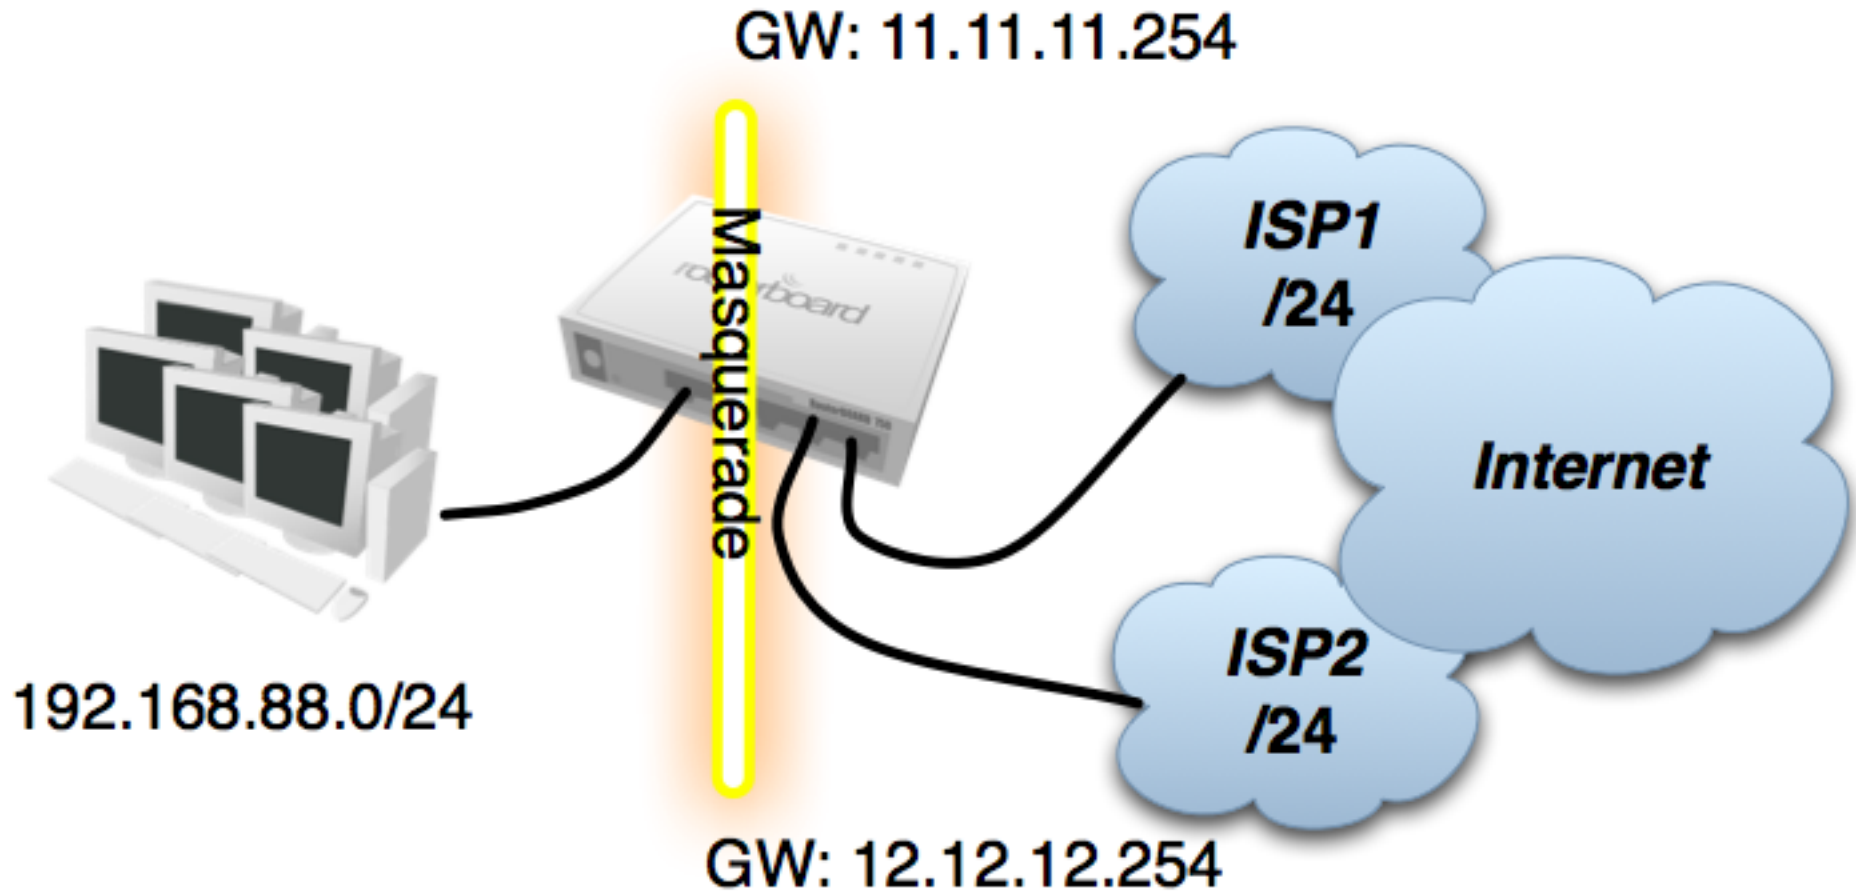 GW: 11.11.11.254
Masquerade
ISP1
/24
Internet
ISP2
/24
192.168.88.0/24
GW: 12.12.12.254